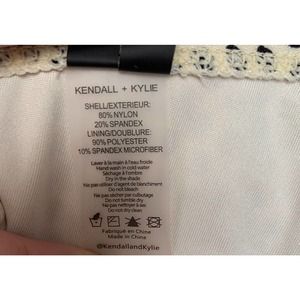 KENDALL + KYLIE
SHELL/EXTERIEUR:
80% NYLON
20% SPANDEX
LINING/DOUBLURE:
90% POLYESTER
10% SPANDEX MICROFIBER
Laver à la main à l'eau froide
Hand wash in cold water
Séchage à l'ombre
Dry in the shade
Ne pas utiliser d'agent de blanchiment
Do not bleach
Ne pas sécher par culbutage
Do not tumble dry
Ne pas nettoyer à sec
Do not dry clean
Fabriqué en Chine
Made in China
@KendallandKylie